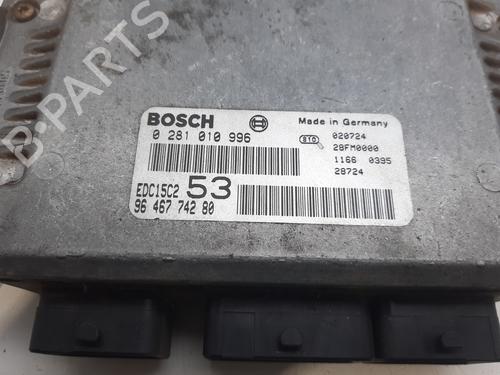 B-PARTS
BOSCH
Made in Germany
0 281 010 996
810
020724
28FM0000
1166 0395
28724
EDC15C2 53
96 467 742 80